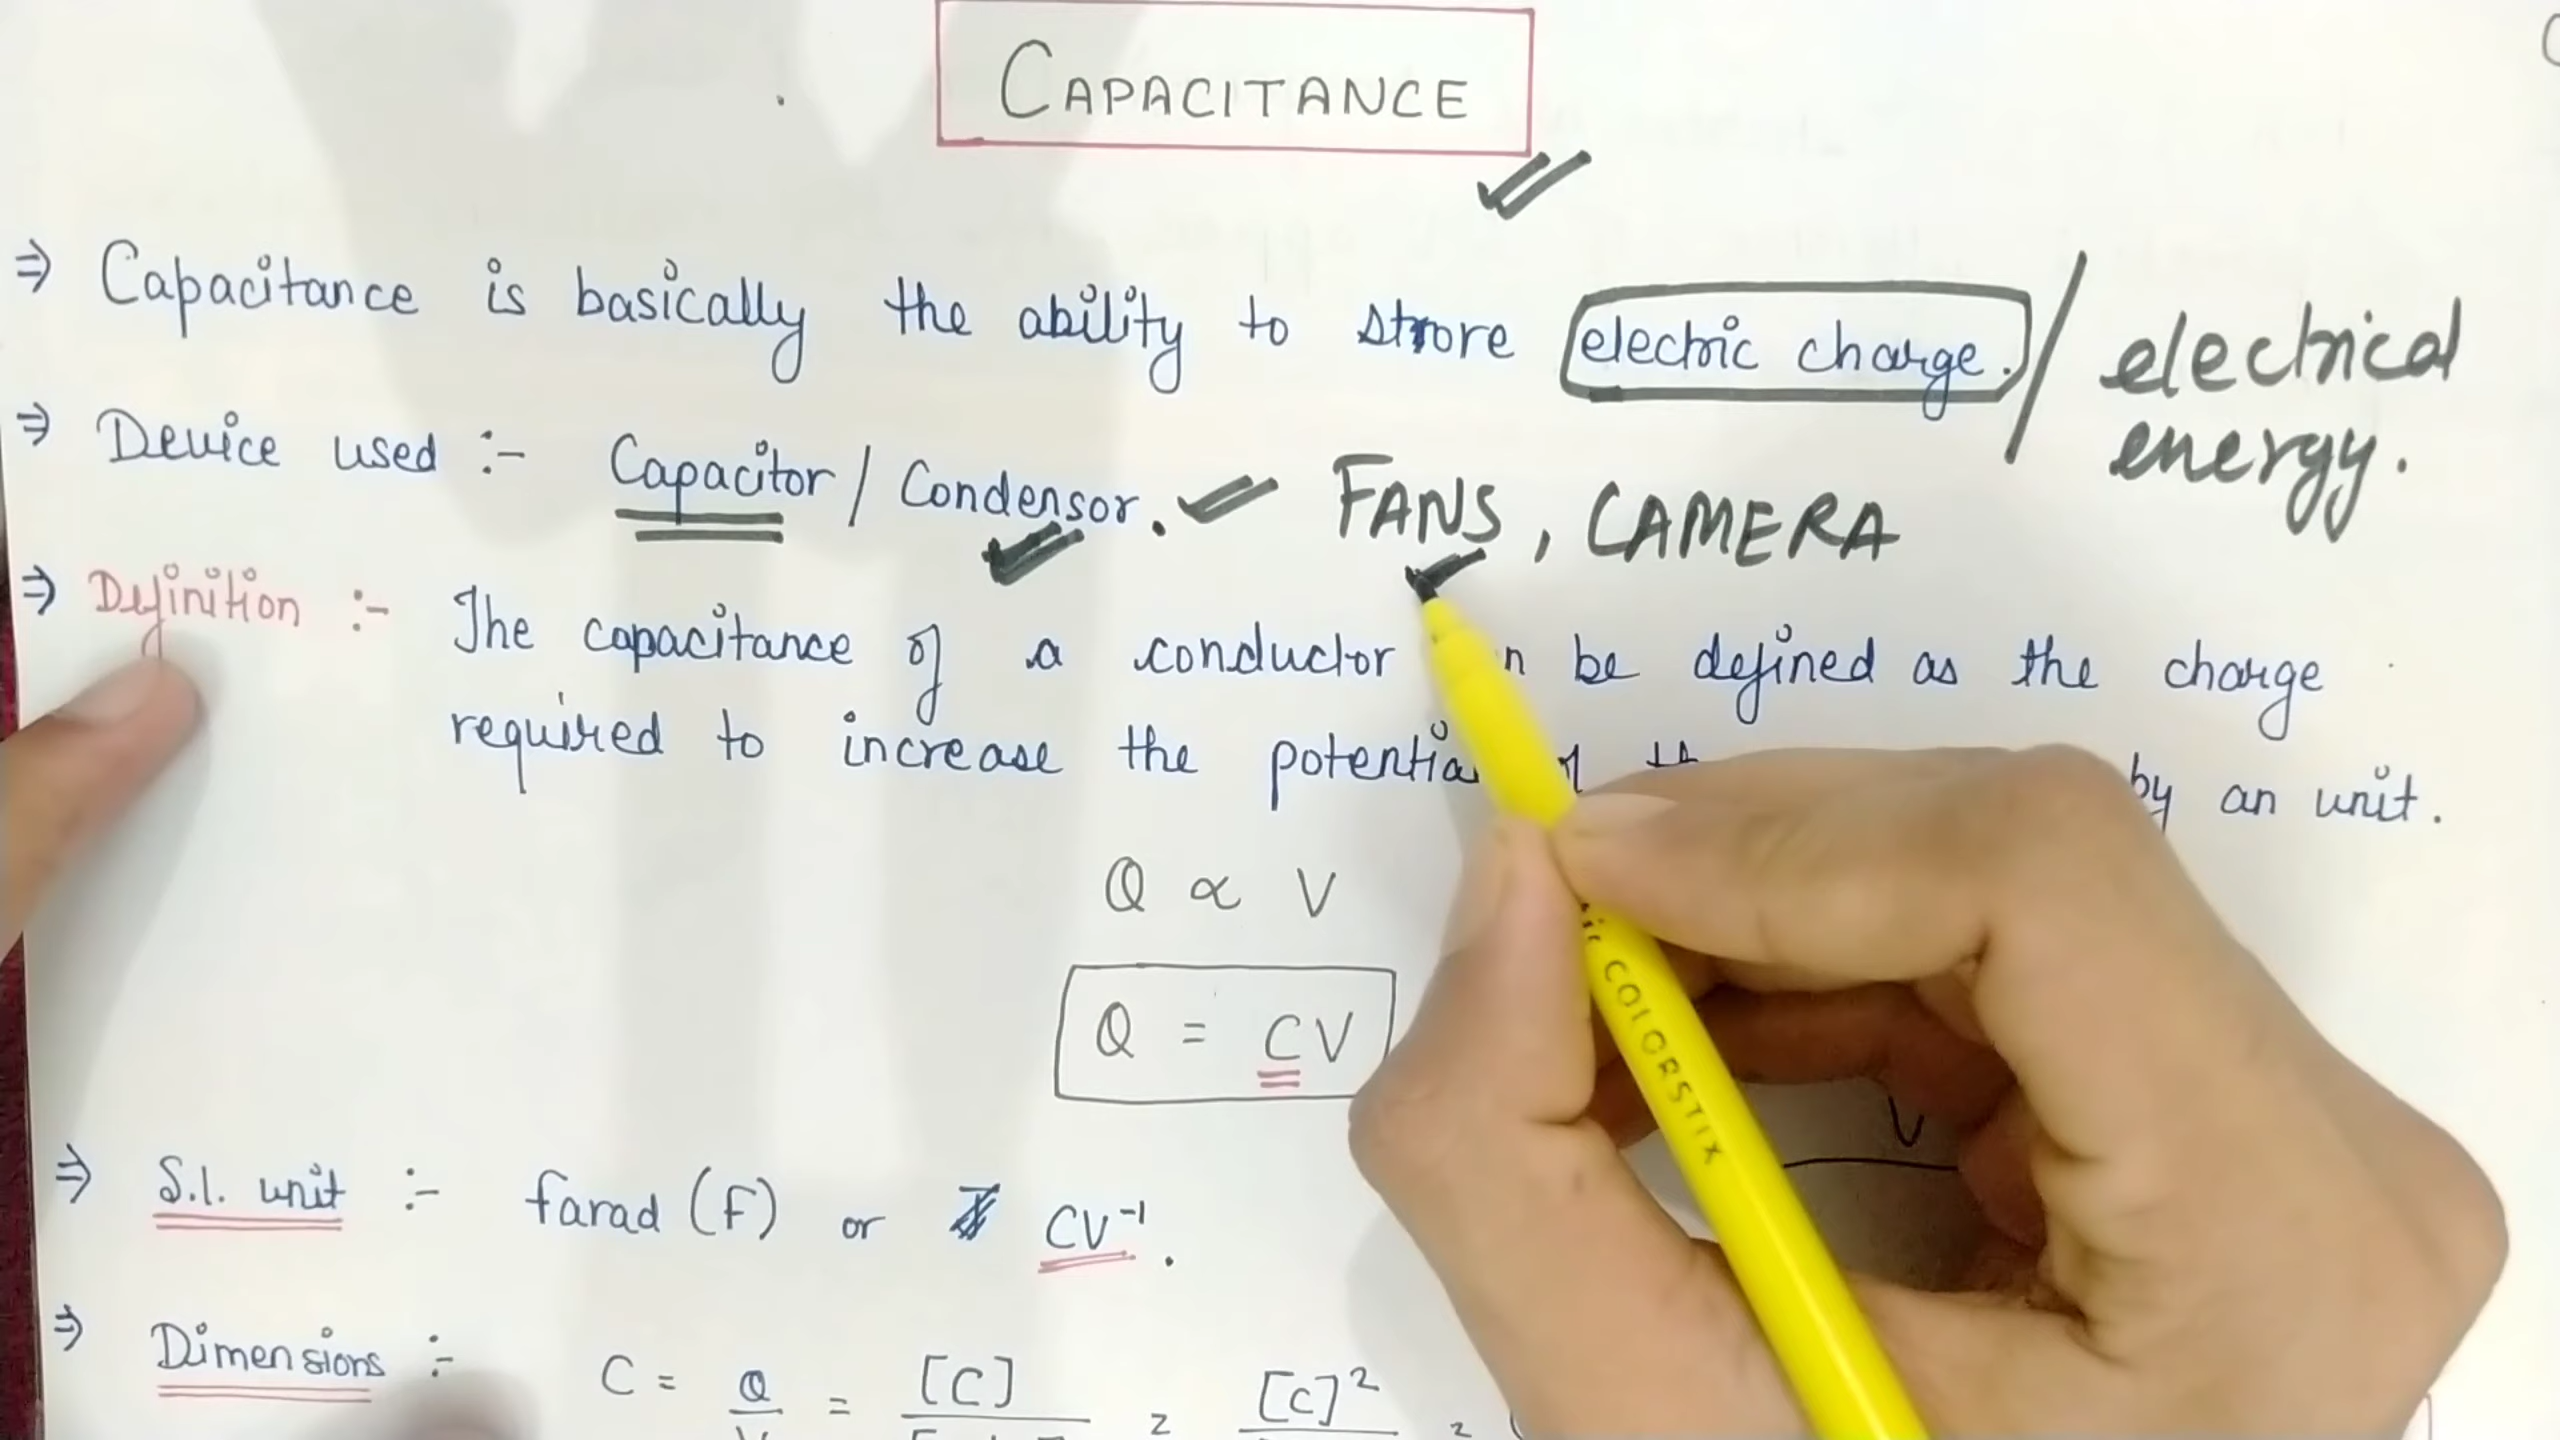 CAPACITANCE
⇒ Capacitance is basically the ability to store electric charge. / electrical energy.
⇒ Device used :- Capacitor / Condensor. FANS, CAMERA
⇒ Definition :- The capacitance of a conductor be defined as the charge
required to increase the by an unit.
Q ∝ V
Q = CV
V
⇒ S.I. unit :- farad (F) or CV⁻¹.
⇒ Dimensions :- C = Q = [C] = [C]²
COLORSTIX